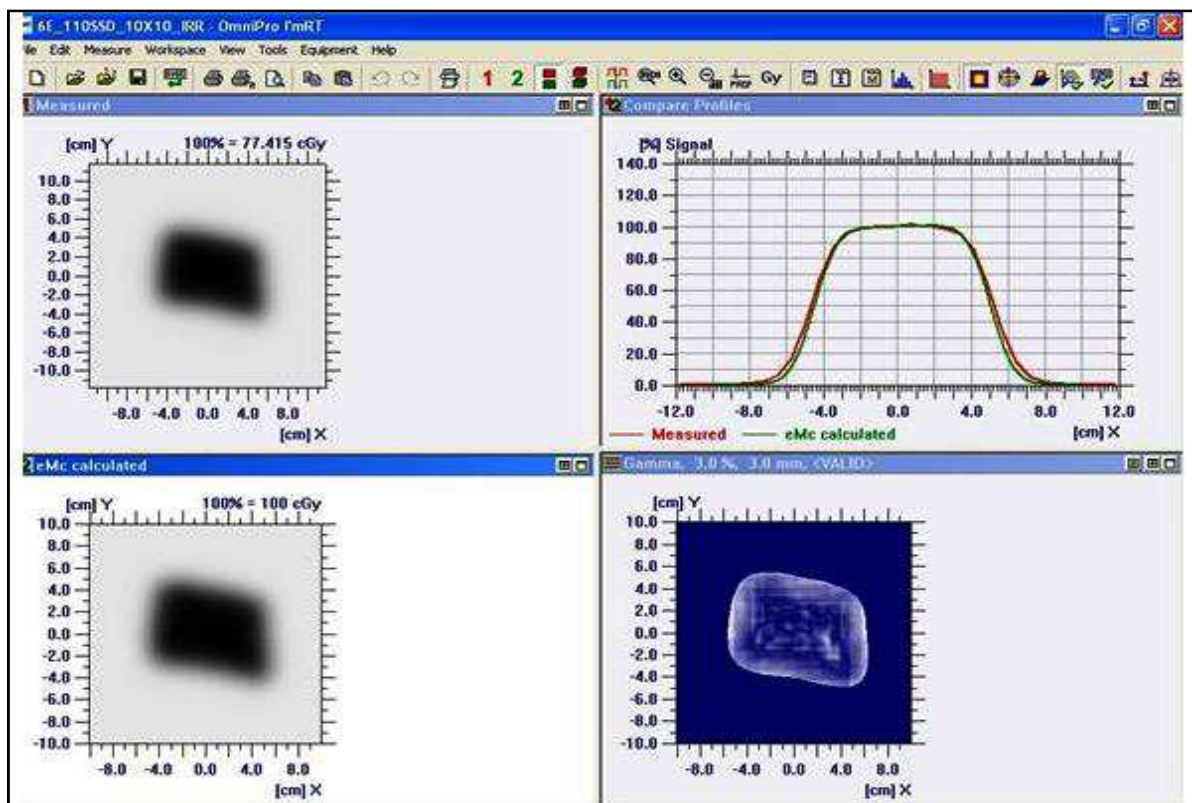 6E_110SSD_10X10_IRR - OmniPro I'mRT
File Edit Measure Workspace View Tools Equipment Help
1 2 Gy
Measured
[cm] Y 100% = 77.415 cGy
10.0
8.0
6.0
4.0
2.0
0.0
-2.0
-4.0
-6.0
-8.0
-10.0
-8.0 -4.0 0.0 4.0 8.0
[cm] X
Compare Profiles
[%] Signal
140.0
120.0
100.0
80.0
60.0
40.0
20.0
0.0
-12.0 -8.0 -4.0 0.0 4.0 8.0 12.0
Measured eMc calculated [cm] X
eMc calculated
[cm] Y 100% = 100 cGy
10.0
8.0
6.0
4.0
2.0
0.0
-2.0
-4.0
-6.0
-8.0
-10.0
-8.0 -4.0 0.0 4.0 8.0
[cm] X
Gamma, 3.0 %, 3.0 mm, <VALID>
[cm] Y
10.0
8.0
6.0
4.0
2.0
0.0
-2.0
-4.0
-6.0
-8.0
-10.0
-8.0 -4.0 0.0 4.0 8.0
[cm] X